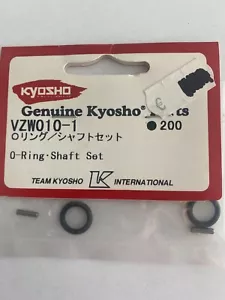 KYOSHO
Genuine Kyosho Parts
VZW010-1
200
Oリング/シャフトセット
O-Ring·Shaft Set
TEAM KYOSHO K INTERNATIONAL